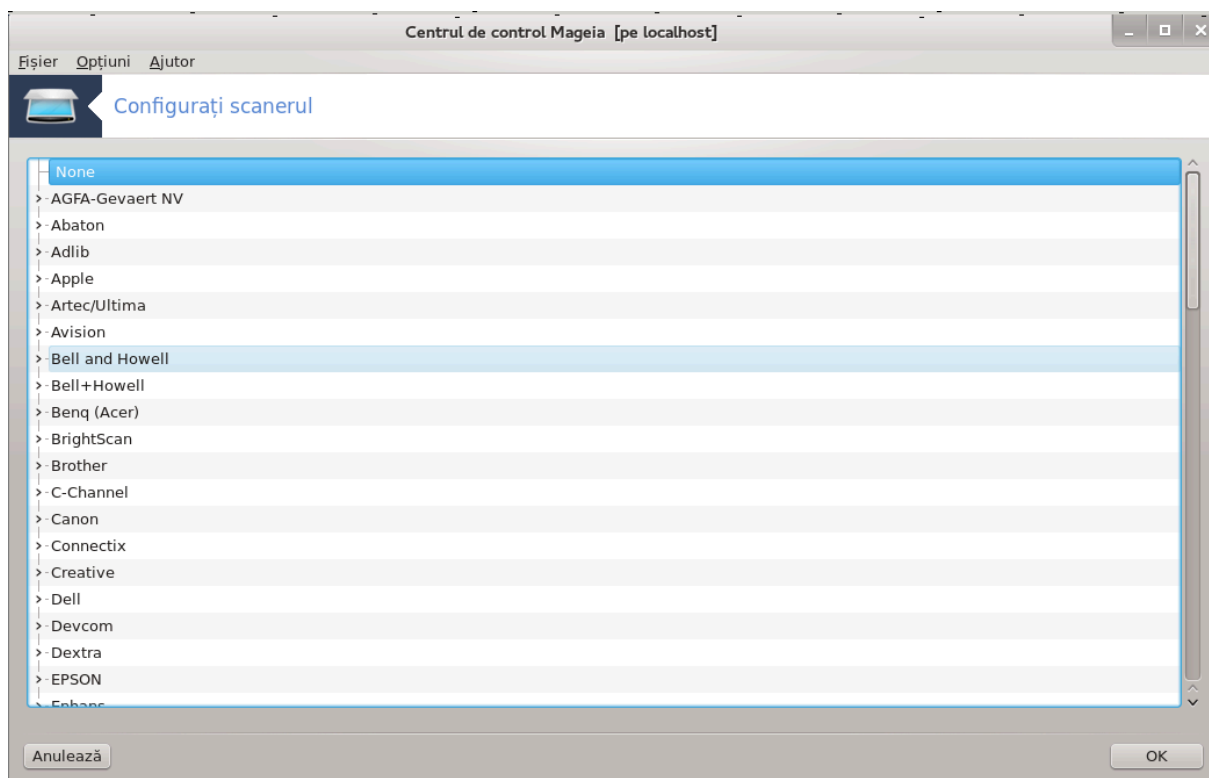 Centrul de control Mageia [pe localhost]
Fișier Opțiuni Ajutor
Configurați scanerul
None
AGFA-Gevaert NV
Abaton
Adlib
Apple
Artec/Ultima
Avision
Bell and Howell
Bell+Howell
Benq (Acer)
BrightScan
Brother
C-Channel
Canon
Connectix
Creative
Dell
Devcom
Dextra
EPSON
Anulează OK